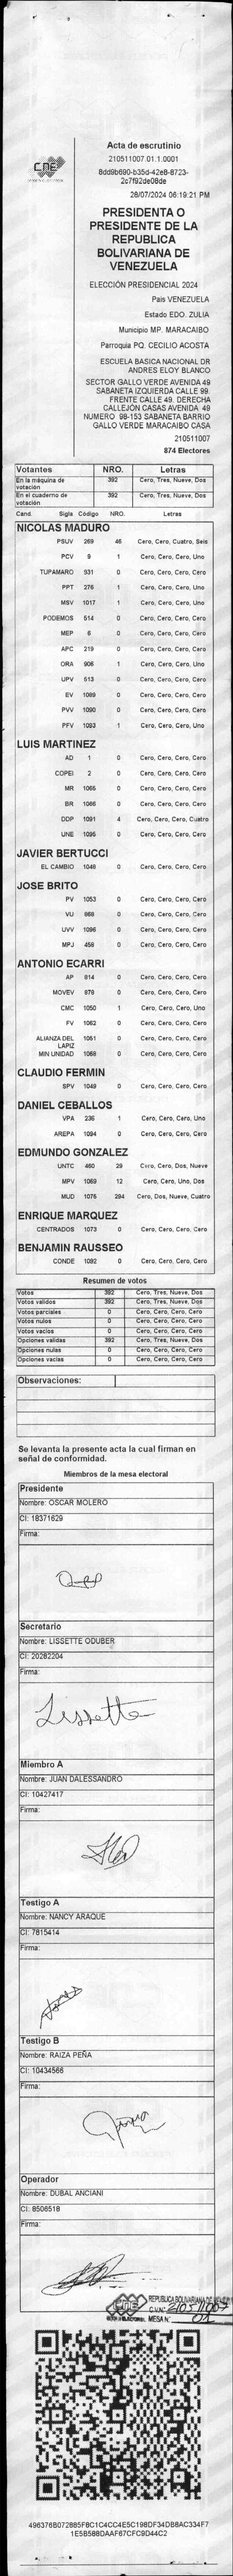 CNE
Acta de escrutinio
210511007.01.1.0001
8dd9b690-b35d-42e8-8723-
2c7f92de08de
28/07/2024 06:19:21 PM
PRESIDENTA O
PRESIDENTE DE LA
REPUBLICA
BOLIVARIANA DE
VENEZUELA
ELECCIÓN PRESIDENCIAL 2024
País VENEZUELA
Estado EDO. ZULIA
Municipio MP. MARACAIBO
Parroquia PQ. CECILIO ACOSTA
ESCUELA BASICA NACIONAL DR
ANDRES ELOY BLANCO
SECTOR GALLO VERDE AVENIDA 49
SABANETA IZQUIERDA CALLE 99.
FRENTE CALLE 49. DERECHA
CALLEJÓN CASAS AVENIDA 49
NUMERO 98-153 SABANETA BARRIO
GALLO VERDE MARACAIBO CASA
210511007
874 Electores
Votantes NRO. Letras
En la máquina de votación 392 Cero, Tres, Nueve, Dos
En el cuaderno de votación 392 Cero, Tres, Nueve, Dos
Cand. Sigla Código NRO. Letras
NICOLAS MADURO
PSUV 269 46 Cero, Cero, Cuatro, Seis
PCV 9 1 Cero, Cero, Cero, Uno
TUPAMARO 931 0 Cero, Cero, Cero, Cero
PPT 276 1 Cero, Cero, Cero, Uno
MSV 1017 1 Cero, Cero, Cero, Uno
PODEMOS 514 0 Cero, Cero, Cero, Cero
MEP 6 0 Cero, Cero, Cero, Cero
APC 219 0 Cero, Cero, Cero, Cero
ORA 906 1 Cero, Cero, Cero, Uno
UPV 613 0 Cero, Cero, Cero, Cero
EV 1089 0 Cero, Cero, Cero, Cero
PVV 1090 0 Cero, Cero, Cero, Cero
PFV 1093 1 Cero, Cero, Cero, Uno
LUIS MARTINEZ
AD 1 0 Cero, Cero, Cero, Cero
COPEI 2 0 Cero, Cero, Cero, Cero
MR 1065 0 Cero, Cero, Cero, Cero
BR 1066 0 Cero, Cero, Cero, Cero
DDP 1091 4 Cero, Cero, Cero, Cuatro
UNE 1095 0 Cero, Cero, Cero, Cero
JAVIER BERTUCCI
EL CAMBIO 1048 0 Cero, Cero, Cero, Cero
JOSE BRITO
PV 1053 0 Cero, Cero, Cero, Cero
VU 868 0 Cero, Cero, Cero, Cero
UVV 1096 0 Cero, Cero, Cero, Cero
MPJ 458 0 Cero, Cero, Cero, Cero
ANTONIO ECARRI
AP 914 0 Cero, Cero, Cero, Cero
MOVEV 879 0 Cero, Cero, Cero, Cero
CMC 1050 1 Cero, Cero, Cero, Uno
FV 1062 0 Cero, Cero, Cero, Cero
ALIANZA DEL LAPIZ 1051 0 Cero, Cero, Cero, Cero
MIN UNIDAD 1068 0 Cero, Cero, Cero, Cero
CLAUDIO FERMIN
SPV 1049 0 Cero, Cero, Cero, Cero
DANIEL CEBALLOS
VPA 236 1 Cero, Cero, Cero, Uno
AREPA 1094 0 Cero, Cero, Cero, Cero
EDMUNDO GONZALEZ
UNTC 460 29 Cero, Cero, Dos, Nueve
MPV 1069 12 Cero, Cero, Uno, Dos
MUD 1075 294 Cero, Dos, Nueve, Cuatro
ENRIQUE MARQUEZ
CENTRADOS 1073 0 Cero, Cero, Cero, Cero
BENJAMIN RAUSSEO
CONDE 1092 0 Cero, Cero, Cero, Cero
Resumen de votos
Votos 392 Cero, Tres, Nueve, Dos
Votos validos 392 Cero, Tres, Nueve, Dos
Votos parciales 0 Cero, Cero, Cero, Cero
Votos nulos 0 Cero, Cero, Cero, Cero
Votos vacios 0 Cero, Cero, Cero, Cero
Opciones validas 392 Cero, Tres, Nueve, Dos
Opciones nulas 0 Cero, Cero, Cero, Cero
Opciones vacias 0 Cero, Cero, Cero, Cero
Observaciones:
Se levanta la presente acta la cual firman en
señal de conformidad.
Miembros de la mesa electoral
Presidente
Nombre: OSCAR MOLERO
CI: 18371629
Firma:
Secretario
Nombre: LISSETTE ODUBER
CI: 20282204
Firma:
Lissette
Miembro A
Nombre: JUAN DALESSANDRO
CI: 10427417
Firma:
Testigo A
Nombre: NANCY ARAQUE
CI: 7815414
Firma:
Testigo B
Nombre: RAIZA PEÑA
CI: 10434566
Firma:
Operador
Nombre: DUBAL ANCIANI
CI: 8506518
Firma:
CNE REPUBLICA BOLIVARIANA DE
C.V.N° 210511007
MESA N° 01
496376B072885F8C1C4CC4E5C198DF34DB8AC334F7
1E5B588DAAF67CFC9D44C2